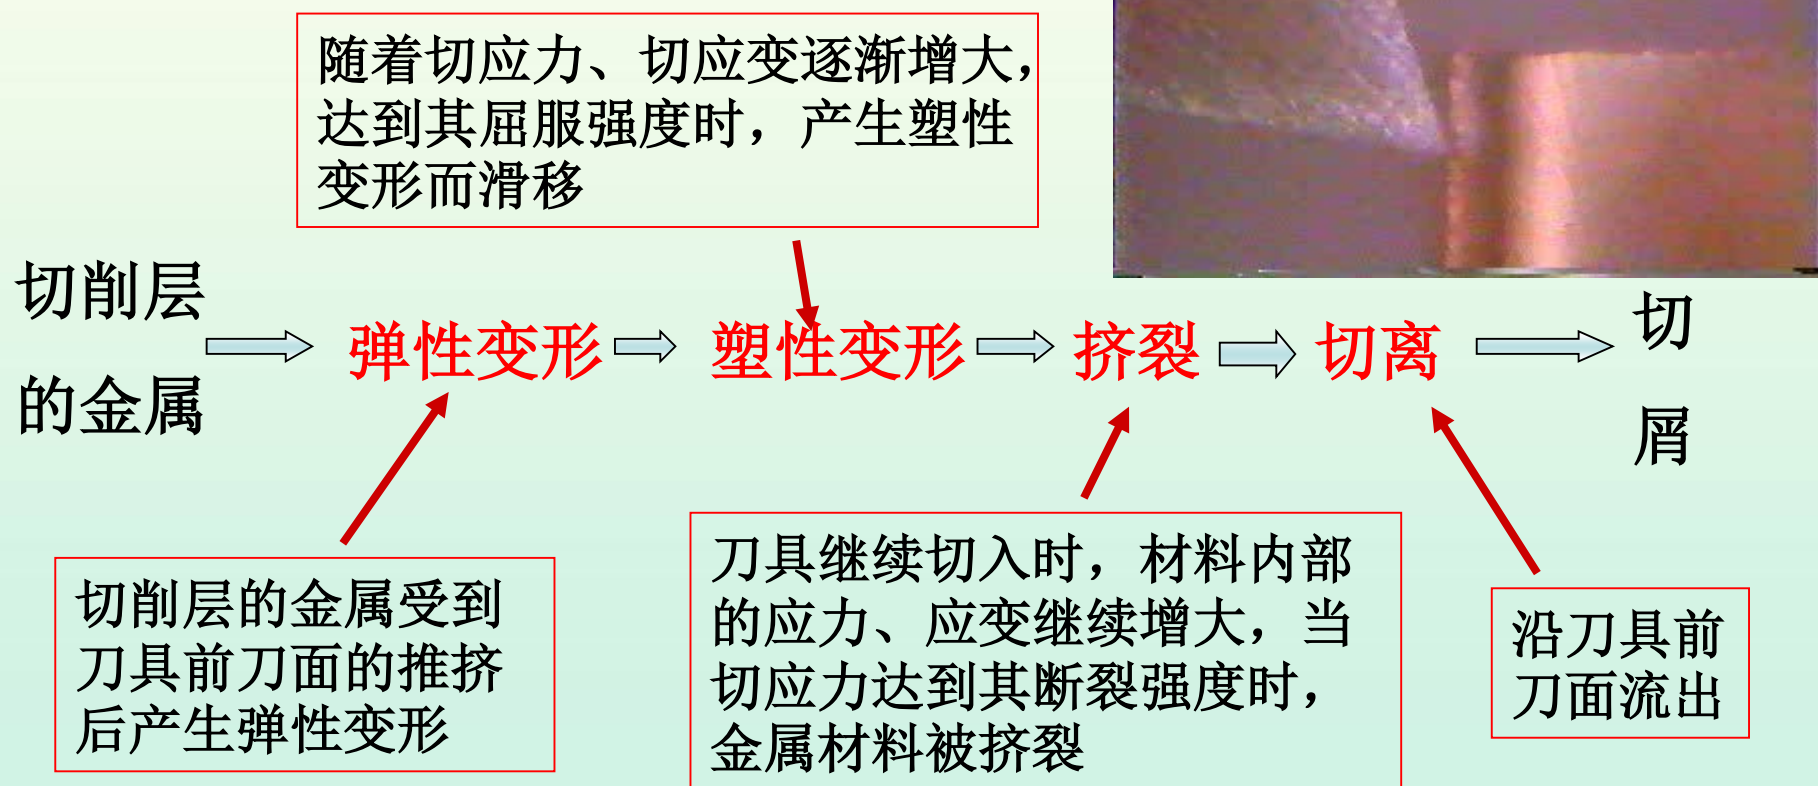 随着切应力、切应变逐渐增大，
达到其屈服强度时，产生塑性
变形而滑移
切削层
的金属
弹性变形
塑性变形
挤裂
切离
切
屑
切削层的金属受到
刀具前刀面的推挤
后产生弹性变形
刀具继续切入时，材料内部
的应力、应变继续增大，当
切应力达到其断裂强度时，
金属材料被挤裂
沿刀具前
刀面流出